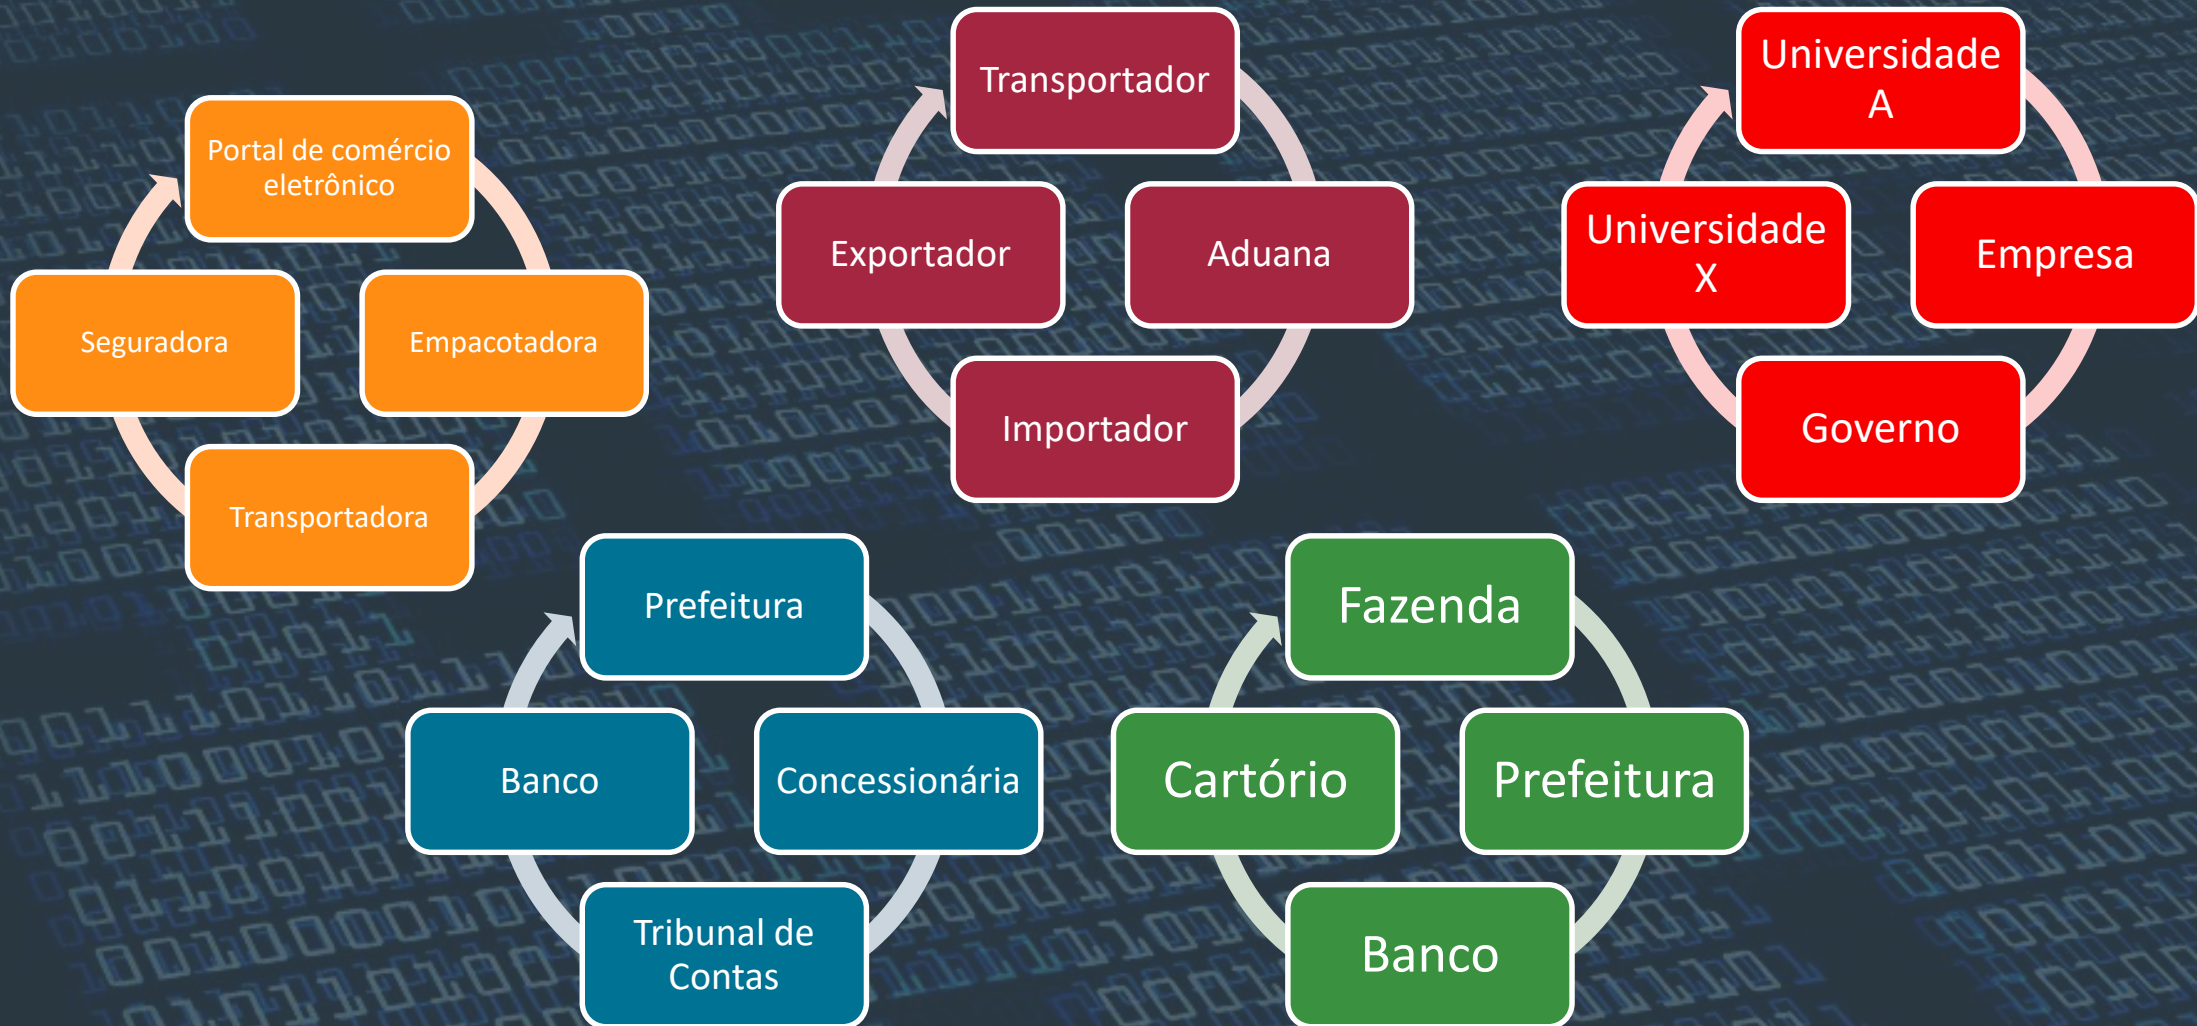 Portal de comércio
eletrônico
Seguradora
Empacotadora
Transportadora
Transportador
Exportador
Aduana
Importador
Universidade
A
Universidade
X
Empresa
Governo
Prefeitura
Banco
Concessionária
Tribunal de
Contas
Fazenda
Cartório
Prefeitura
Banco